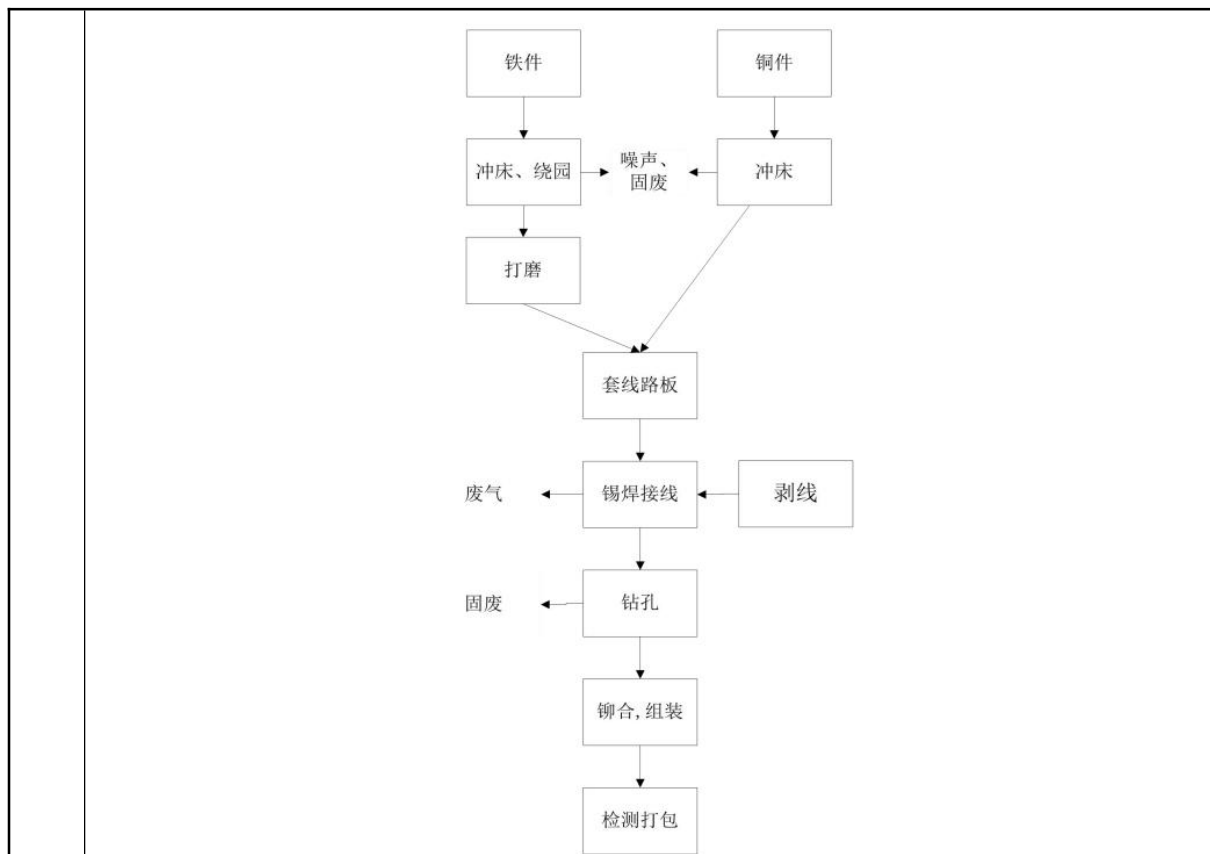 铁件
铜件
冲床、绕园
噪声、
固废
冲床
打磨
套线路板
废气
锡焊接线
剥线
固废
钻孔
铆合,组装
检测打包